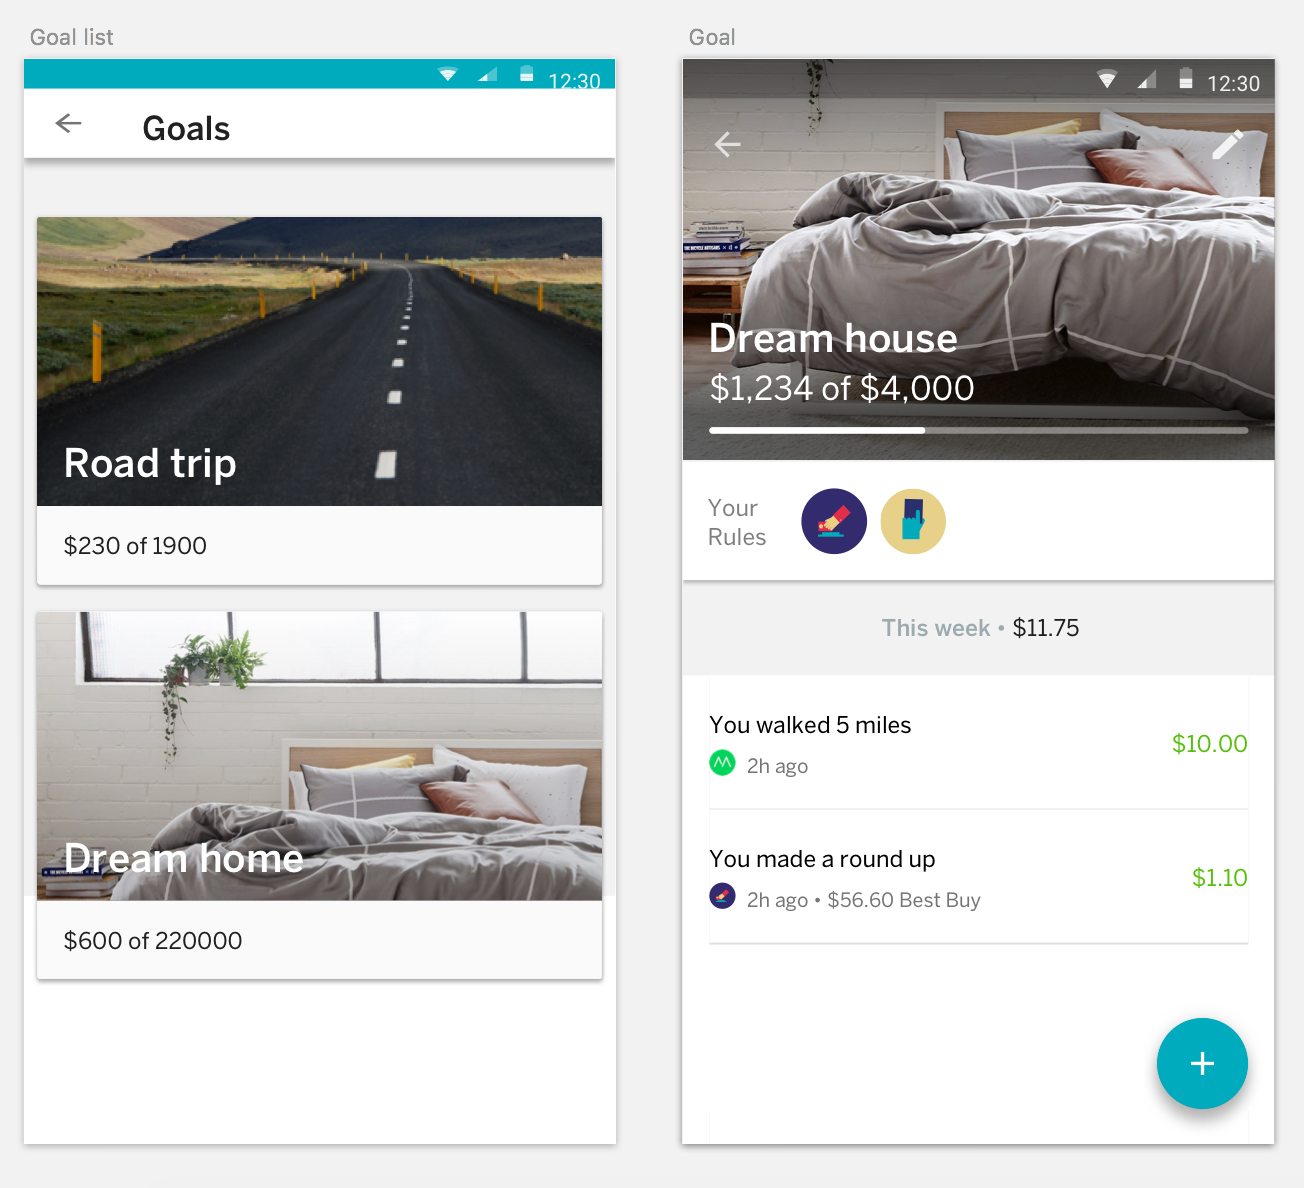 Goal list
12:30
Goals
Road trip
$230 of 1900
Dream home
$600 of 220000
Goal
12:30
Dream house
$1,234 of $4,000
Your
Rules
This week • $11.75
You walked 5 miles
$10.00
2h ago
You made a round up
$1.10
2h ago • $56.60 Best Buy